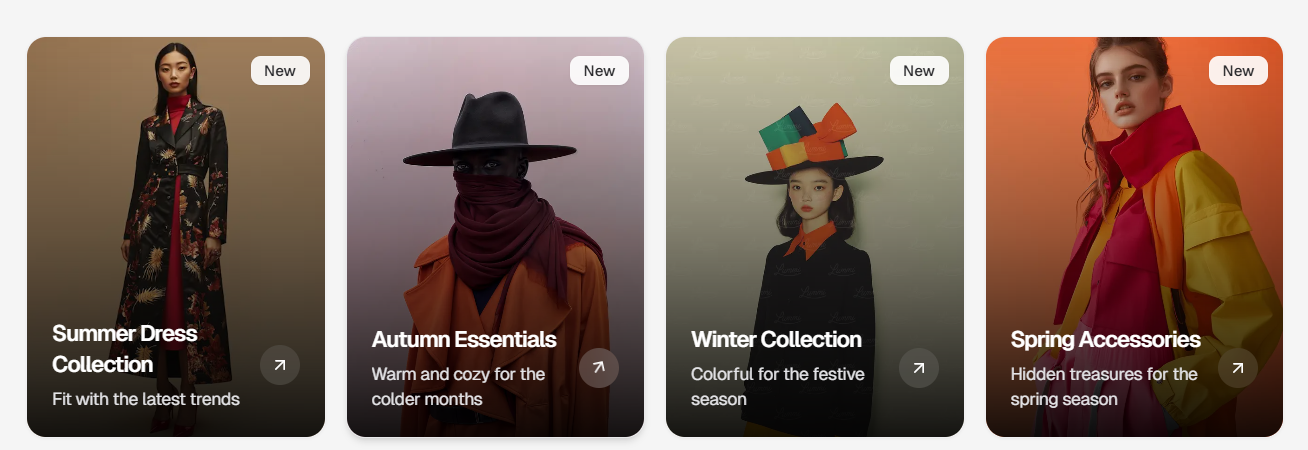 New
Summer Dress
Collection
Fit with the latest trends
New
Autumn Essentials
Warm and cozy for the
colder months
New
Winter Collection
Colorful for the festive
season
New
Spring Accessories
Hidden treasures for the
spring season